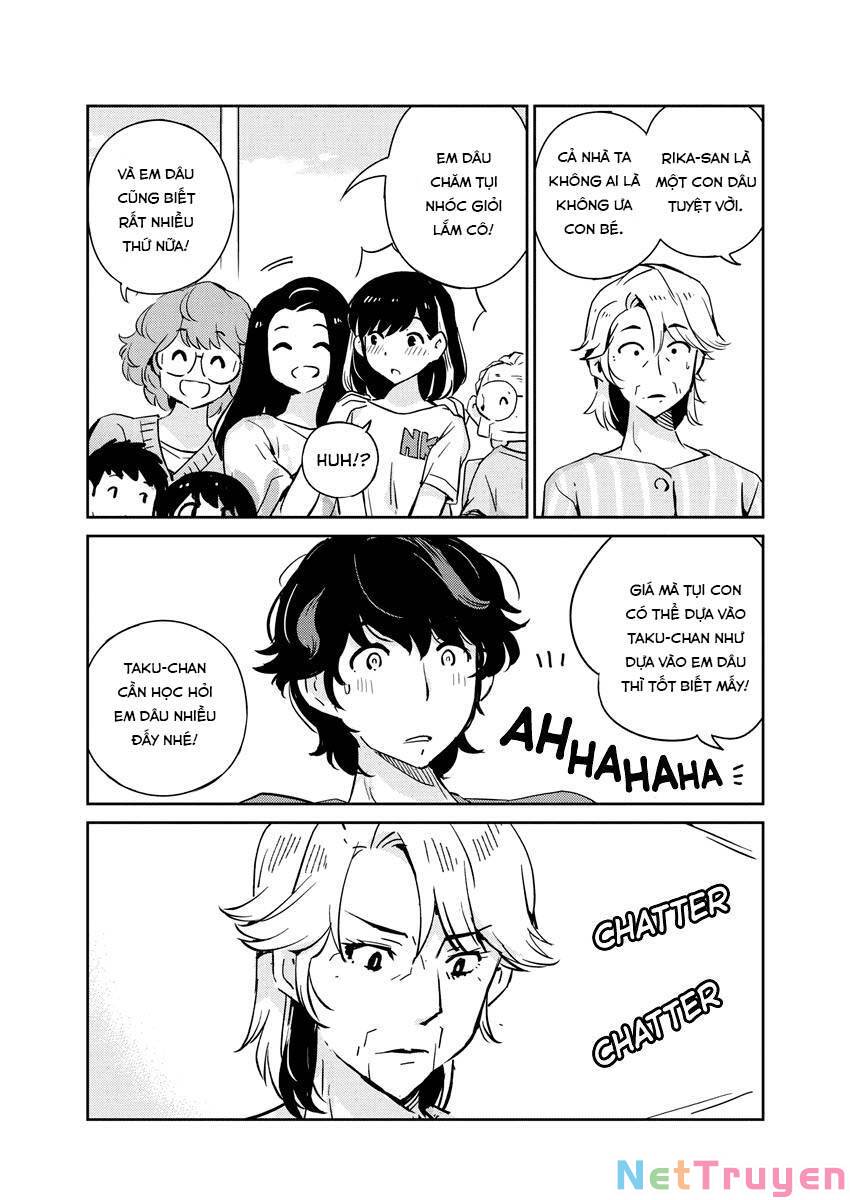 RIKA-SAN LÀ
MỘT CON DÂU
TUYỆT VỜI.
CẢ NHÀ TA
KHÔNG AI LÀ
KHÔNG ƯA
CON BÉ.
EM DÂU
CHĂM TỤI
NHÓC GIỎI
LẮM CÔ!
VÀ EM DÂU
CŨNG BIẾT
RẤT NHIỀU
THỨ NỮA!
HUH!?
NK
GIÁ MÀ TỤI CON
CÓ THỂ DỰA VÀO
TAKU-CHAN NHƯ
DỰA VÀO EM DÂU
THÌ TỐT BIẾT MẤY!
AHHAHAHA
TAKU-CHAN
CẦN HỌC HỎI
EM DÂU NHIỀU
ĐẤY NHÉ!
CHATTER
CHATTER
NetTruyen